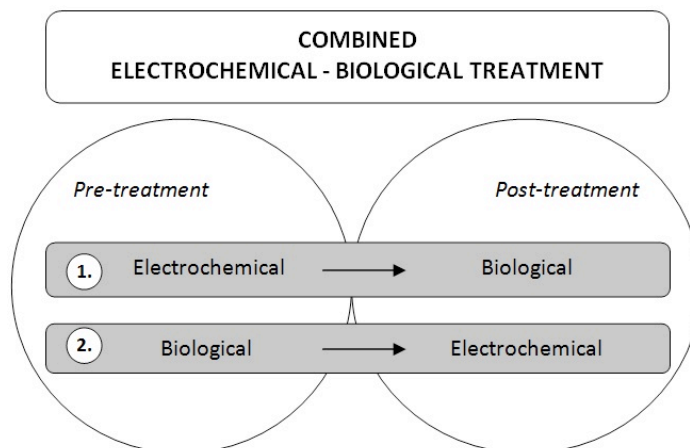 COMBINED
ELECTROCHEMICAL - BIOLOGICAL TREATMENT
Pre-treatment
Post-treatment
1. Electrochemical Biological
2. Biological Electrochemical